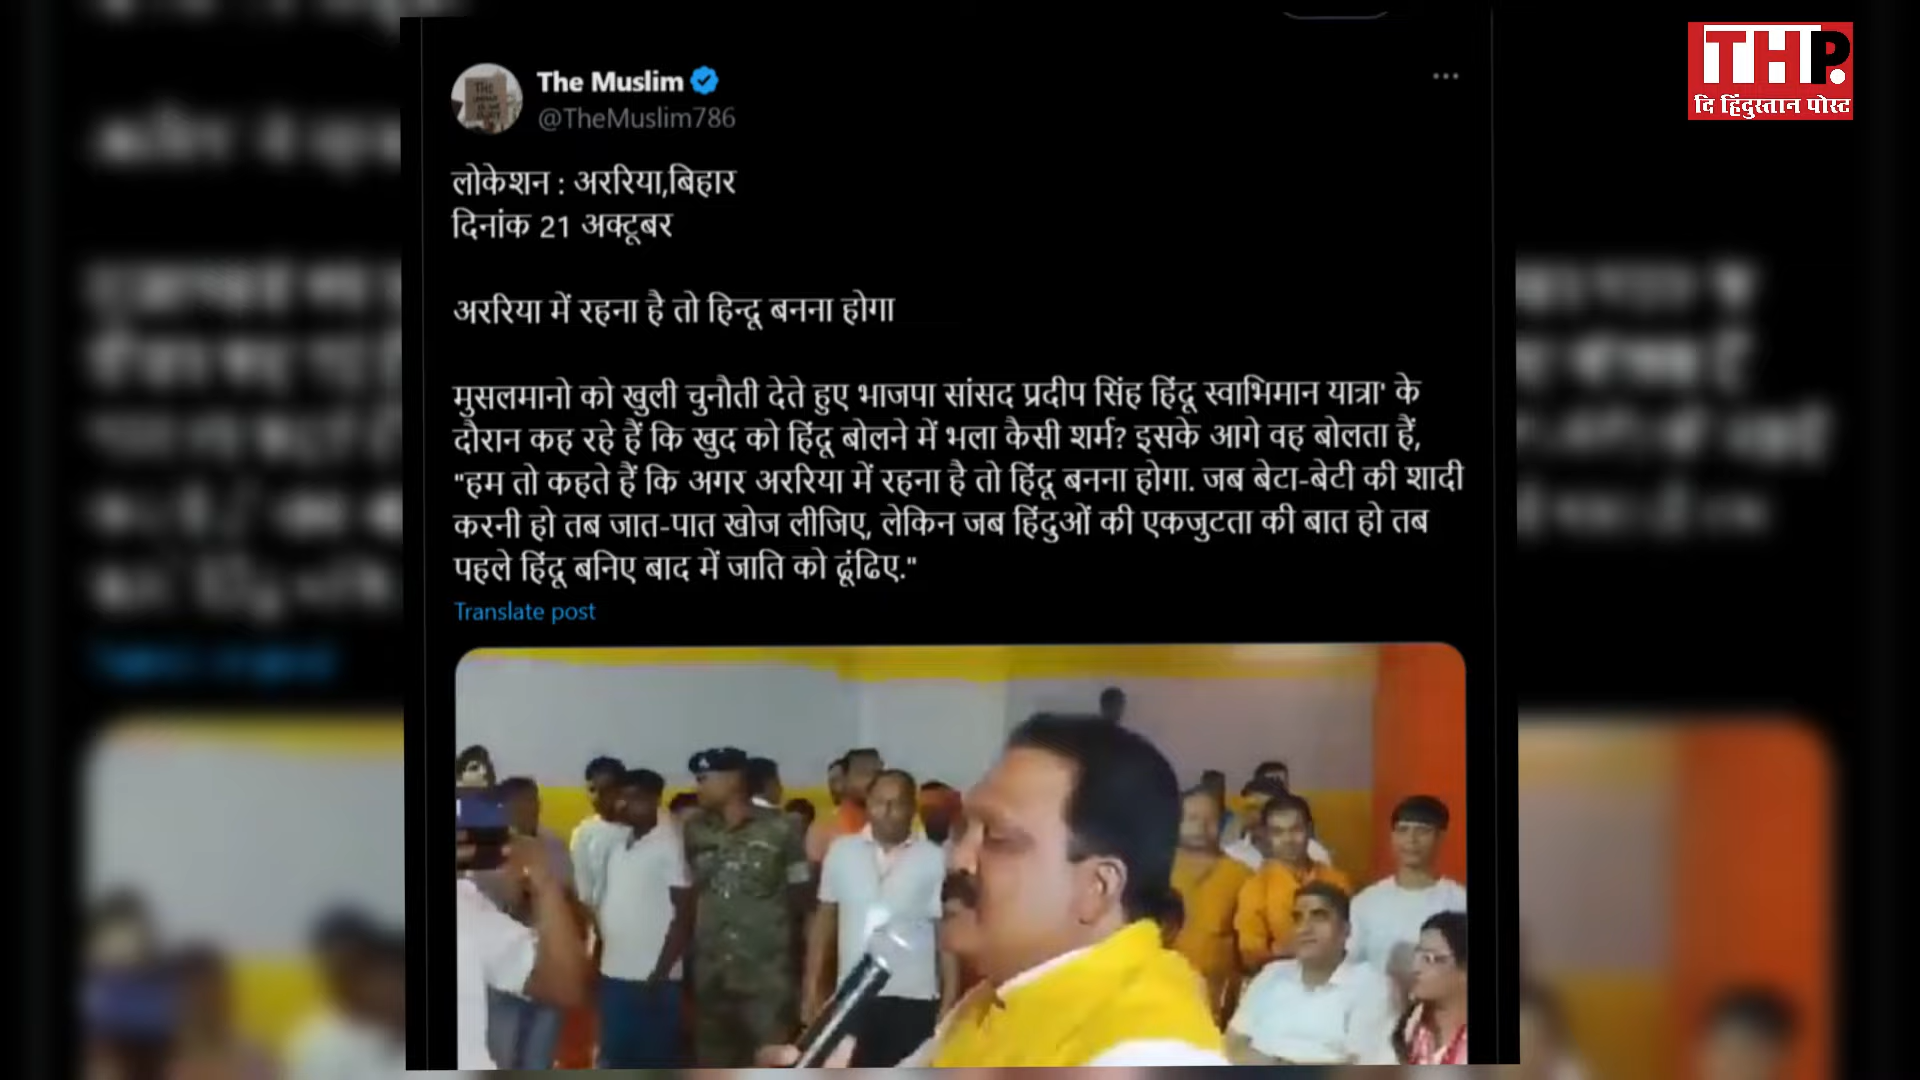 THP.
दि हिंदुस्तान पोस्ट
The Muslim
@TheMuslim786
लोकेशन : अररिया,बिहार
दिनांक 21 अक्टूबर
अररिया में रहना है तो हिन्दू बनना होगा
मुसलमानो को खुली चुनौती देते हुए भाजपा सांसद प्रदीप सिंह हिंदू स्वाभिमान यात्रा' के
दौरान कह रहे हैं कि खुद को हिंदू बोलने में भला कैसी शर्म? इसके आगे वह बोलता हैं,
"हम तो कहते हैं कि अगर अररिया में रहना है तो हिंदू बनना होगा. जब बेटा-बेटी की शादी
करनी हो तब जात-पात खोज लीजिए, लेकिन जब हिंदुओं की एकजुटता की बात हो तब
पहले हिंदू बनिए बाद में जाति को ढूंढिए."
Translate post